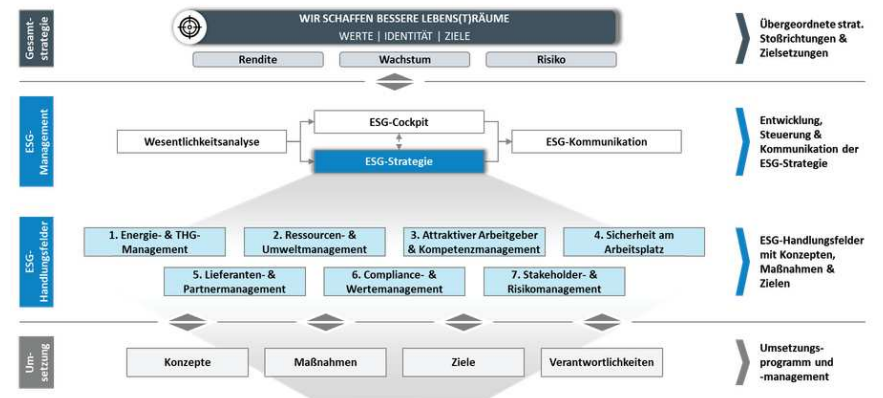 Gesamt-
strategie
WIR SCHAFFEN BESSERE LEBENS(T)RÄUME
WERTE | IDENTITÄT | ZIELE
Rendite
Wachstum
Risiko
Übergeordnete strat.
Stoßrichtungen &
Zielsetzungen
ESG-
Management
Wesentlichkeitsanalyse
ESG-Cockpit
ESG-Strategie
ESG-Kommunikation
Entwicklung,
Steuerung &
Kommunikation der
ESG-Strategie
ESG-
Handlungsfelder
1. Energie- & THG-
Management
2. Ressourcen- &
Umweltmanagement
3. Attraktiver Arbeitgeber
& Kompetenzmanagement
4. Sicherheit am
Arbeitsplatz
5. Lieferanten- &
Partnermanagement
6. Compliance- &
Wertemanagement
7. Stakeholder- &
Risikomanagement
ESG-Handlungsfelder
mit Konzepten,
Maßnahmen &
Zielen
Um-
setzung
Konzepte
Maßnahmen
Ziele
Verantwortlichkeiten
Umsetzungs-
programm und
-management